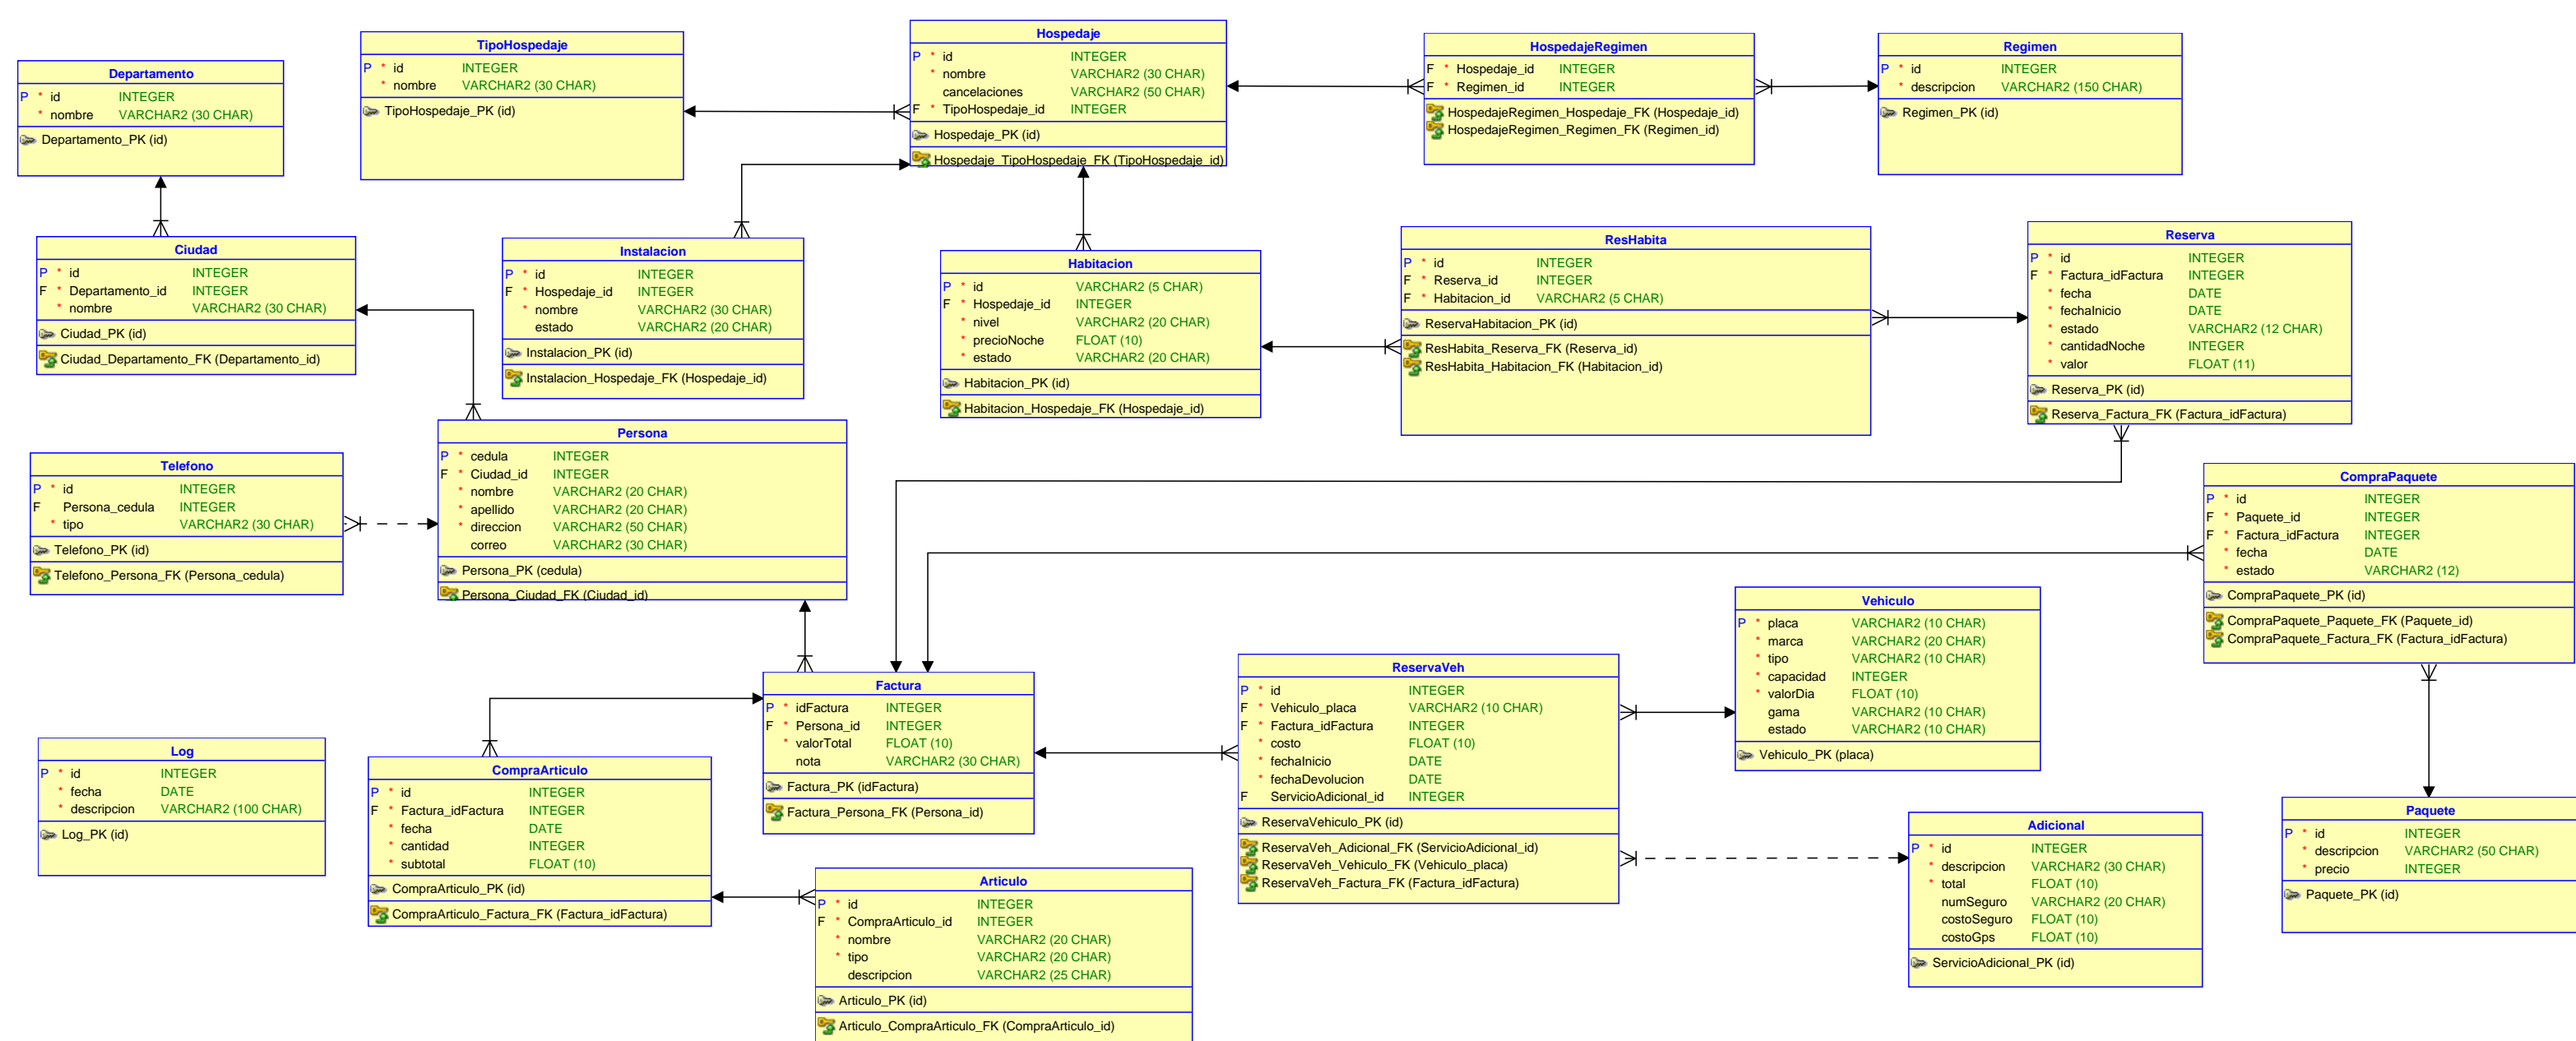 Departamento
P * id INTEGER
* nombre VARCHAR2 (30 CHAR)
Departamento_PK (id)
TipoHospedaje
P * id INTEGER
* nombre VARCHAR2 (30 CHAR)
TipoHospedaje_PK (id)
Hospedaje
P * id INTEGER
* nombre VARCHAR2 (30 CHAR)
cancelaciones VARCHAR2 (50 CHAR)
F * TipoHospedaje_id INTEGER
Hospedaje_PK (id)
Hospedaje_TipoHospedaje_FK (TipoHospedaje_id)
HospedajeRegimen
F * Hospedaje_id INTEGER
F * Regimen_id INTEGER
HospedajeRegimen_Hospedaje_FK (Hospedaje_id)
HospedajeRegimen_Regimen_FK (Regimen_id)
Regimen
P * id INTEGER
* descripcion VARCHAR2 (150 CHAR)
Regimen_PK (id)
Ciudad
P * id INTEGER
F * Departamento_id INTEGER
* nombre VARCHAR2 (30 CHAR)
Ciudad_PK (id)
Ciudad_Departamento_FK (Departamento_id)
Instalacion
P * id INTEGER
F * Hospedaje_id INTEGER
* nombre VARCHAR2 (30 CHAR)
estado VARCHAR2 (20 CHAR)
Instalacion_PK (id)
Instalacion_Hospedaje_FK (Hospedaje_id)
Habitacion
P * id VARCHAR2 (5 CHAR)
F * Hospedaje_id INTEGER
* nivel VARCHAR2 (20 CHAR)
* precioNoche FLOAT (10)
* estado VARCHAR2 (20 CHAR)
Habitacion_PK (id)
Habitacion_Hospedaje_FK (Hospedaje_id)
ResHabita
P * id INTEGER
F * Reserva_id INTEGER
F * Habitacion_id VARCHAR2 (5 CHAR)
ReservaHabitacion_PK (id)
ResHabita_Reserva_FK (Reserva_id)
ResHabita_Habitacion_FK (Habitacion_id)
Reserva
P * id INTEGER
F * Factura_idFactura INTEGER
* fecha DATE
* fechaInicio DATE
* estado VARCHAR2 (12 CHAR)
* cantidadNoche INTEGER
* valor FLOAT (11)
Reserva_PK (id)
Reserva_Factura_FK (Factura_idFactura)
Telefono
P * id INTEGER
F Persona_cedula INTEGER
* tipo VARCHAR2 (30 CHAR)
Telefono_PK (id)
Telefono_Persona_FK (Persona_cedula)
Persona
P * cedula INTEGER
F * Ciudad_id INTEGER
* nombre VARCHAR2 (20 CHAR)
* apellido VARCHAR2 (20 CHAR)
* direccion VARCHAR2 (50 CHAR)
correo VARCHAR2 (30 CHAR)
Persona_PK (cedula)
Persona_Ciudad_FK (Ciudad_id)
CompraPaquete
P * id INTEGER
F * Paquete_id INTEGER
F * Factura_idFactura INTEGER
* fecha DATE
* estado VARCHAR2 (12)
CompraPaquete_PK (id)
CompraPaquete_Paquete_FK (Paquete_id)
CompraPaquete_Factura_FK (Factura_idFactura)
Vehiculo
P * placa VARCHAR2 (10 CHAR)
* marca VARCHAR2 (20 CHAR)
* tipo VARCHAR2 (10 CHAR)
* capacidad INTEGER
* valorDia FLOAT (10)
gama VARCHAR2 (10 CHAR)
estado VARCHAR2 (10 CHAR)
Vehiculo_PK (placa)
ReservaVeh
P * id INTEGER
F * Vehiculo_placa VARCHAR2 (10 CHAR)
F * Factura_idFactura INTEGER
* costo FLOAT (10)
* fechaInicio DATE
* fechaDevolucion DATE
F ServicioAdicional_id INTEGER
ReservaVehiculo_PK (id)
ReservaVeh_Adicional_FK (ServicioAdicional_id)
ReservaVeh_Vehiculo_FK (Vehiculo_placa)
ReservaVeh_Factura_FK (Factura_idFactura)
Factura
P * idFactura INTEGER
F * Persona_id INTEGER
* valorTotal FLOAT (10)
nota VARCHAR2 (30 CHAR)
Factura_PK (idFactura)
Factura_Persona_FK (Persona_id)
Log
P * id INTEGER
* fecha DATE
* descripcion VARCHAR2 (100 CHAR)
Log_PK (id)
CompraArticulo
P * id INTEGER
F * Factura_idFactura INTEGER
* fecha DATE
* cantidad INTEGER
* subtotal FLOAT (10)
CompraArticulo_PK (id)
CompraArticulo_Factura_FK (Factura_idFactura)
Articulo
P * id INTEGER
F * CompraArticulo_id INTEGER
* nombre VARCHAR2 (20 CHAR)
* tipo VARCHAR2 (20 CHAR)
descripcion VARCHAR2 (25 CHAR)
Articulo_PK (id)
Articulo_CompraArticulo_FK (CompraArticulo_id)
Adicional
P * id INTEGER
* descripcion VARCHAR2 (30 CHAR)
* total FLOAT (10)
numSeguro VARCHAR2 (20 CHAR)
costoSeguro FLOAT (10)
costoGps FLOAT (10)
ServicioAdicional_PK (id)
Paquete
P * id INTEGER
* descripcion VARCHAR2 (50 CHAR)
* precio INTEGER
Paquete_PK (id)